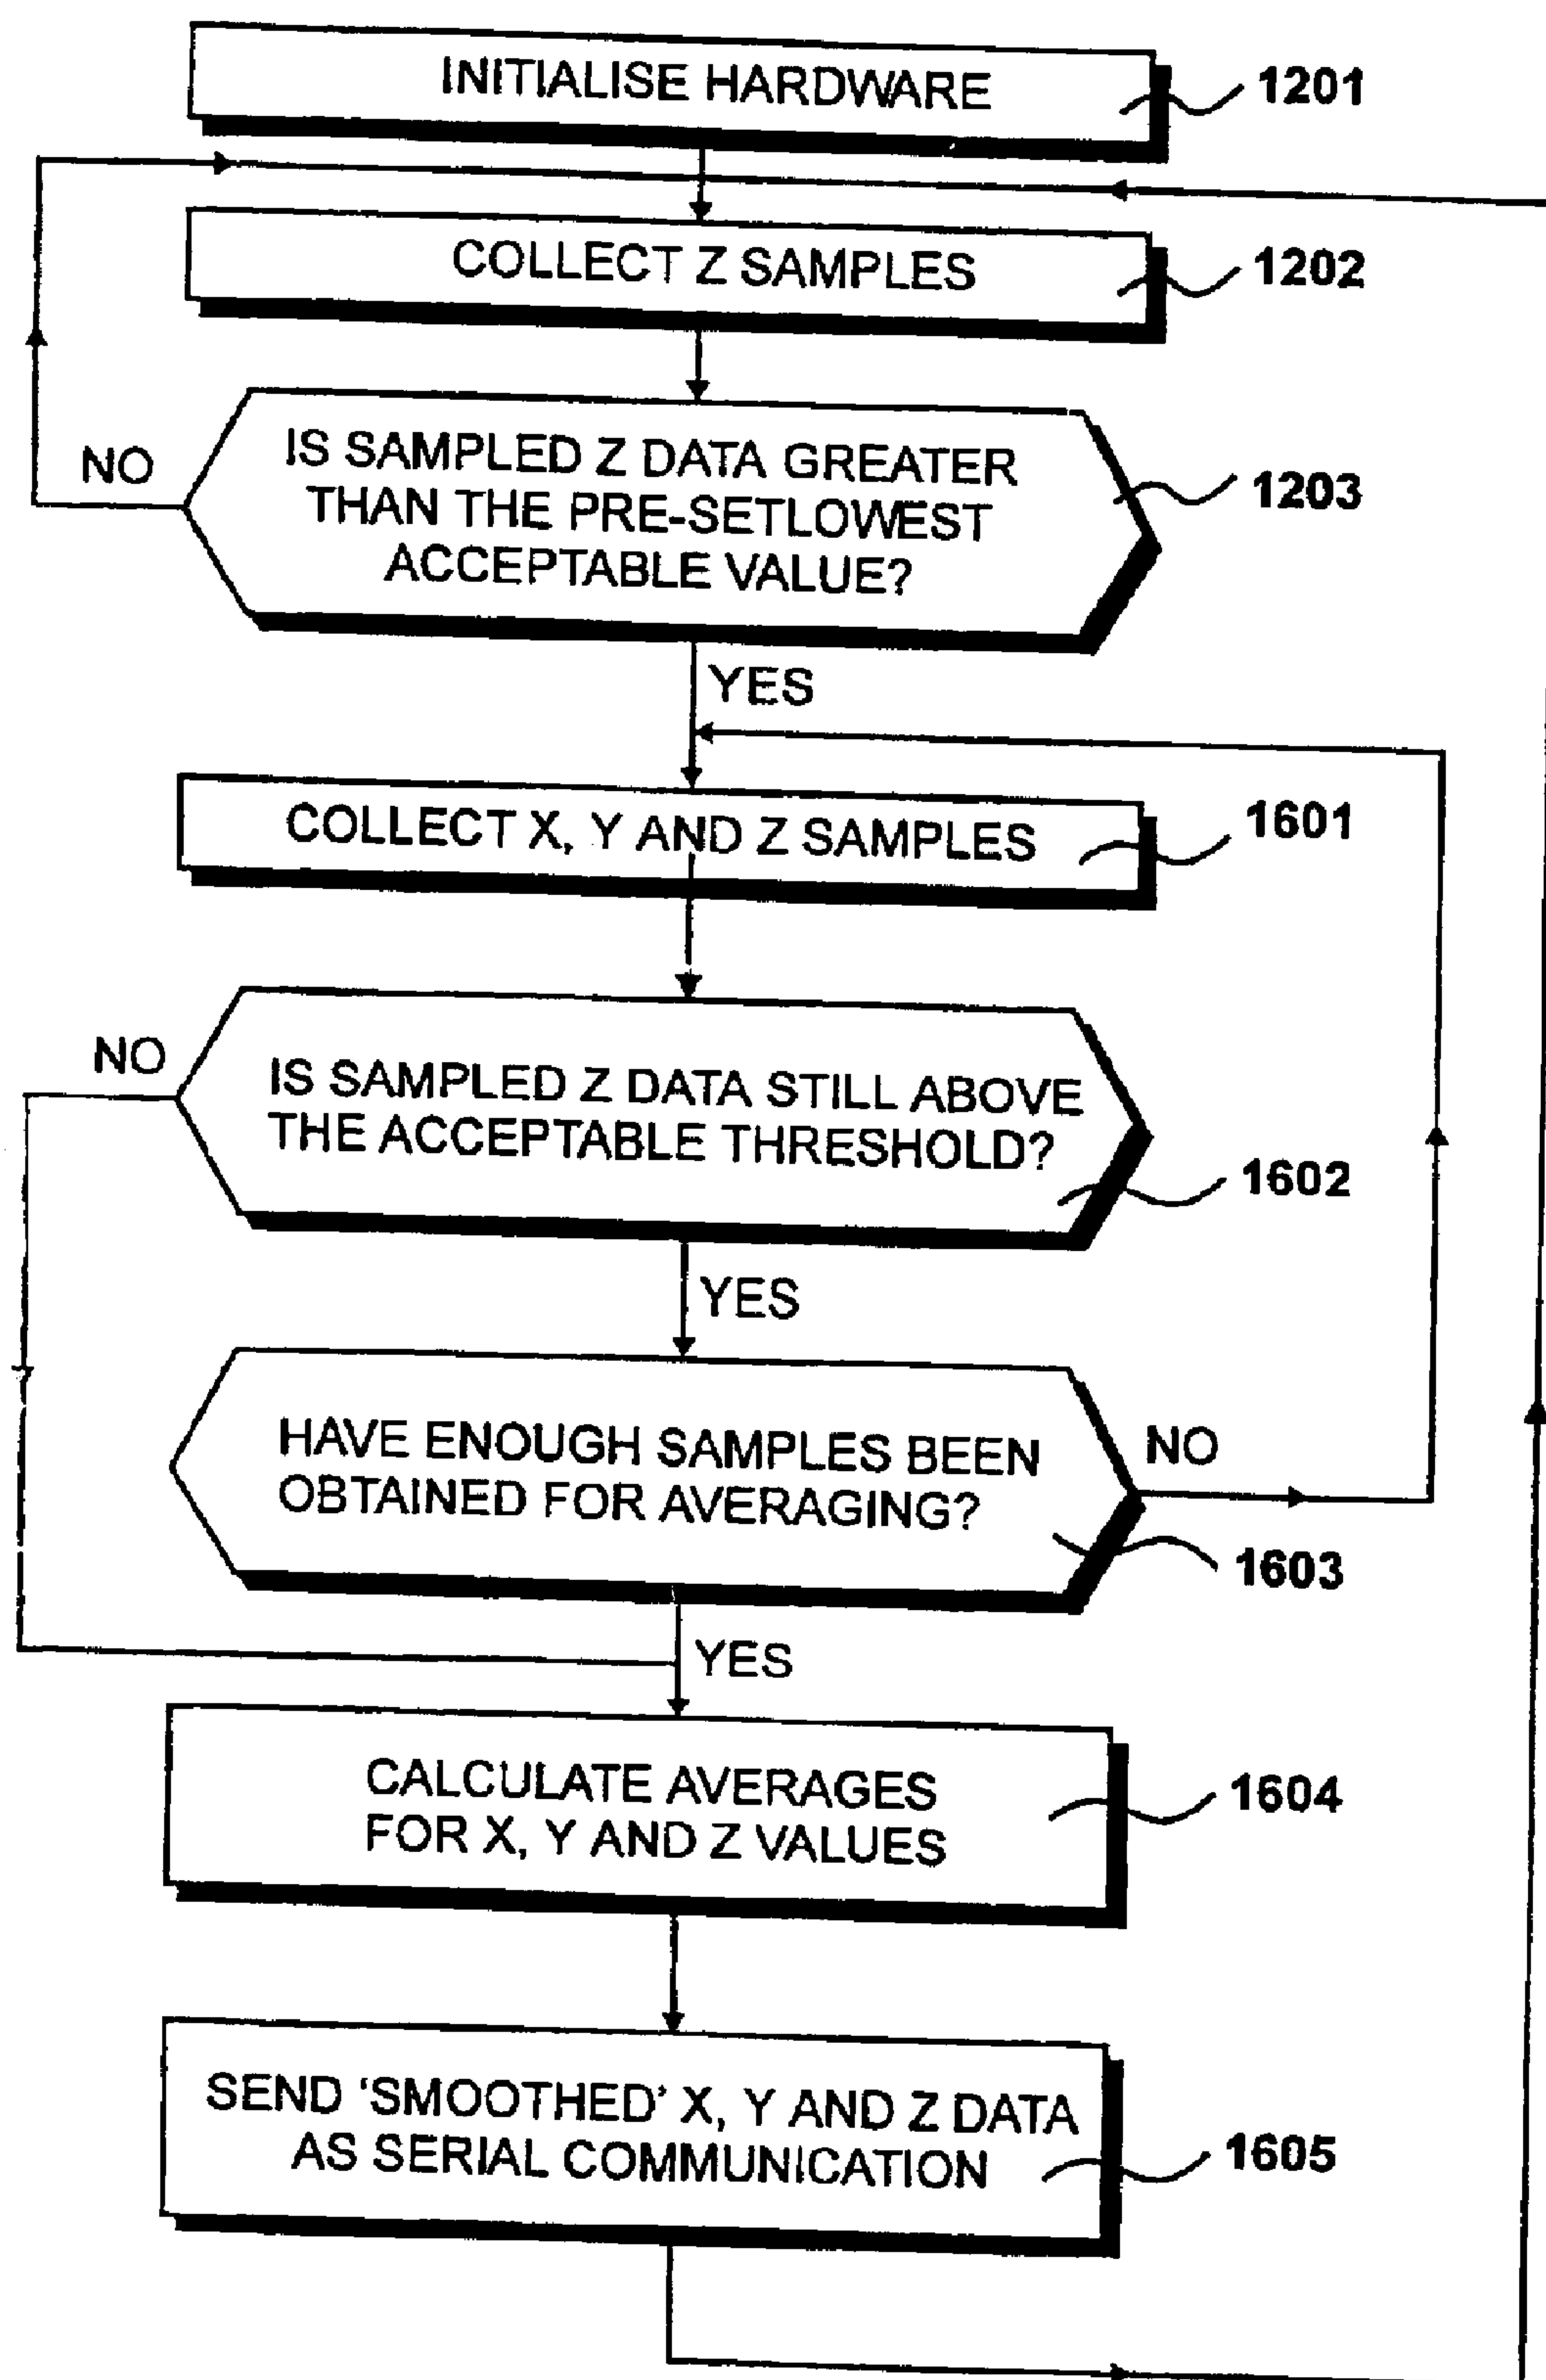 INITIALISE HARDWARE
1201
COLLECT Z SAMPLES
1202
IS SAMPLED Z DATA GREATER
THAN THE PRE-SETLOWEST
ACCEPTABLE VALUE?
1203
NO
YES
COLLECT X, Y AND Z SAMPLES
1601
NO
IS SAMPLED Z DATA STILL ABOVE
THE ACCEPTABLE THRESHOLD?
1602
YES
HAVE ENOUGH SAMPLES BEEN
OBTAINED FOR AVERAGING?
NO
1603
YES
CALCULATE AVERAGES
FOR X, Y AND Z VALUES
1604
SEND 'SMOOTHED' X, Y AND Z DATA
AS SERIAL COMMUNICATION
1605